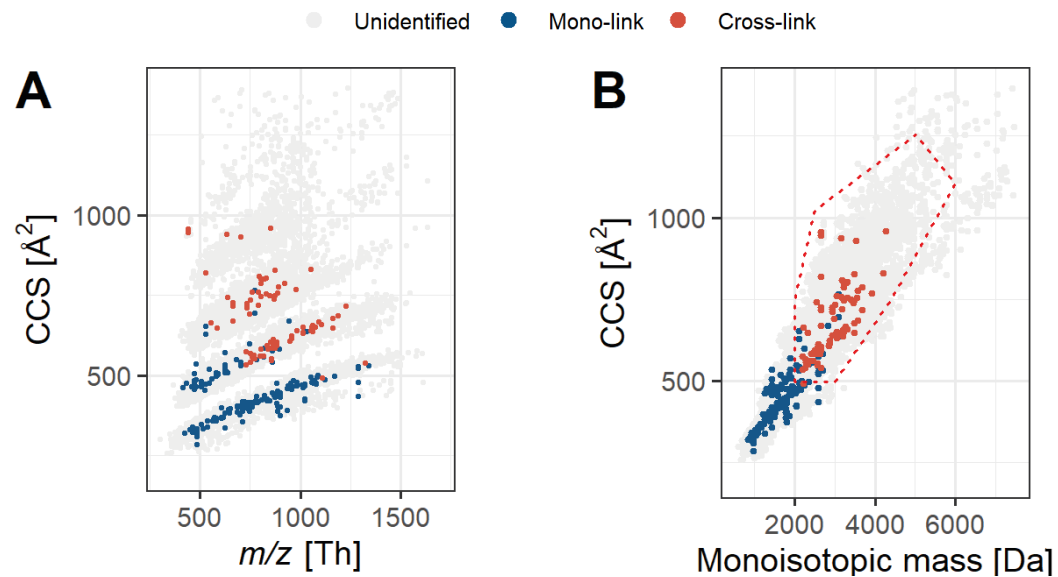 Unidentified Mono-link Cross-link
A
CCS [Å²]
1000
500
500 1000 1500
m/z [Th]
B
CCS [Å²]
1000
500
2000 4000 6000
Monoisotopic mass [Da]